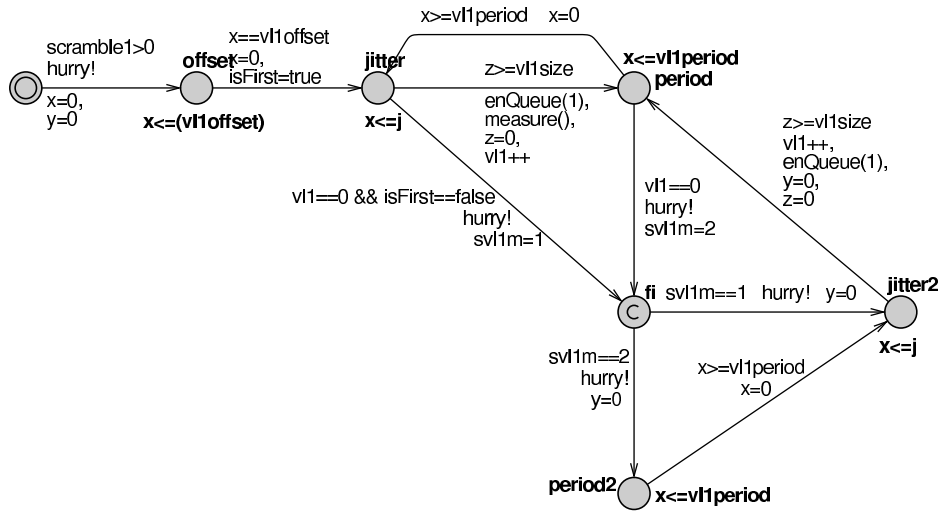 x>=vl1period x=0
scramble1>0
hurry!
x=0,
y=0
offset
x<=(vl1offset)
x==vl1offset
x=0,
isFirst=true
jitter
x<=j
z>=vl1size
enQueue(1),
measure(),
z=0,
vl1++
x<=vl1period
period
z>=vl1size
vl1++,
enQueue(1),
y=0,
z=0
vl1==0 && isFirst==false
hurry!
svl1m=1
vl1==0
hurry!
svl1m=2
C
fi
svl1m==1 hurry! y=0
jitter2
x<=j
svl1m==2
hurry!
y=0
x>=vl1period
x=0
period2
x<=vl1period